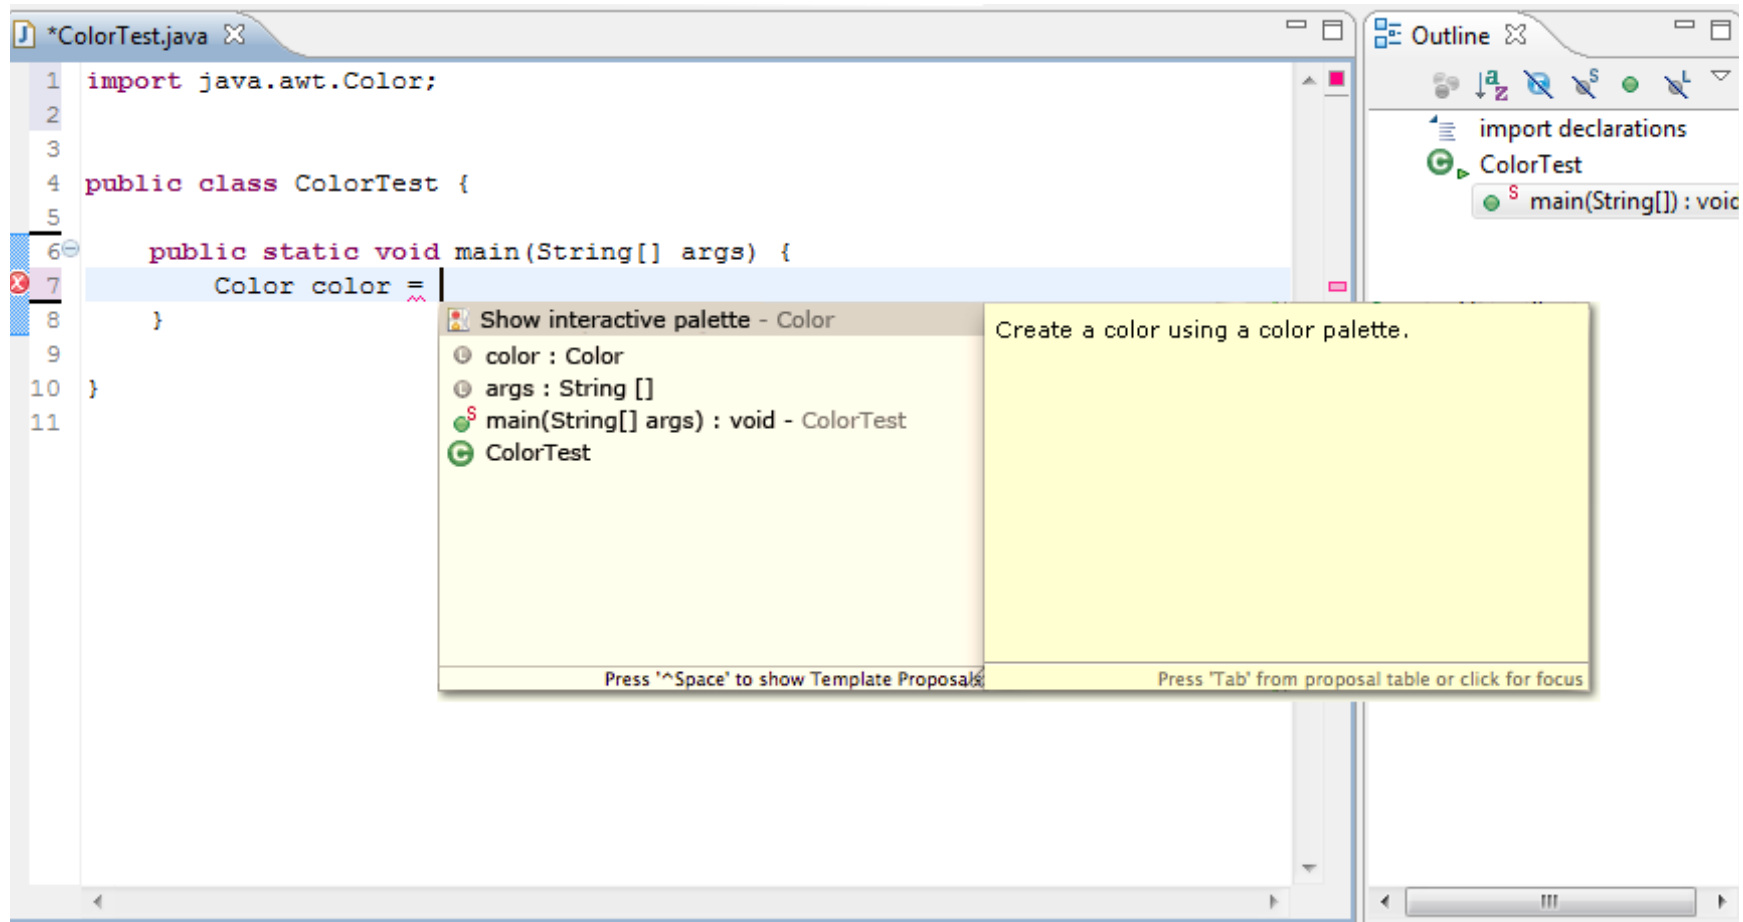 *ColorTest.java
1 import java.awt.Color;
2
3
4 public class ColorTest {
5
6 public static void main(String[] args) {
7 Color color =
8 }
9
10 }
11
Show interactive palette - Color
color : Color
args : String []
main(String[] args) : void - ColorTest
ColorTest
Press '^Space' to show Template Proposals
Create a color using a color palette.
Press 'Tab' from proposal table or click for focus
Outline
import declarations
ColorTest
main(String[]) : void